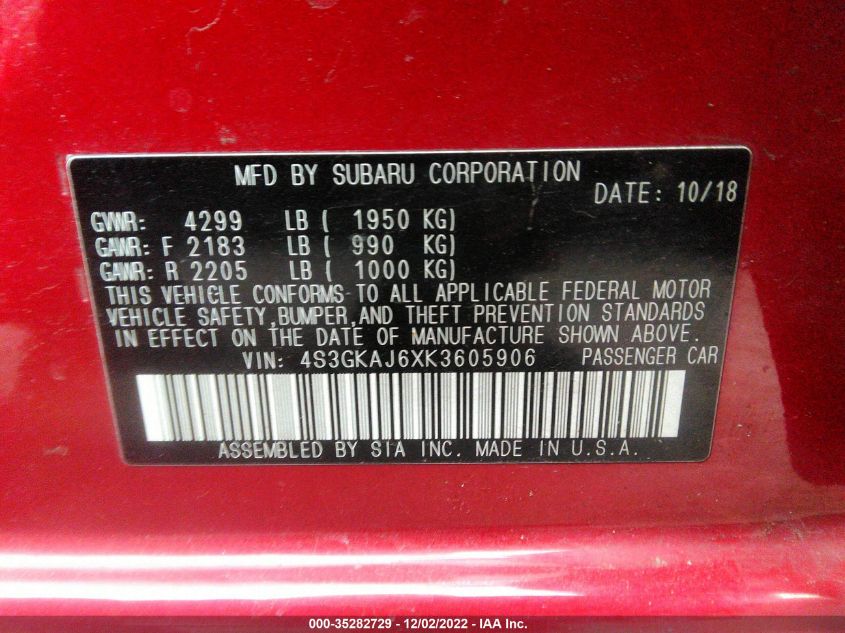 MFD BY SUBARU CORPORATION
DATE: 10/18
GVWR: 4299 LB ( 1950 KG)
GAWR: F 2183 LB ( 990 KG)
GAWR: R 2205 LB ( 1000 KG)
THIS VEHICLE CONFORMS TO ALL APPLICABLE FEDERAL MOTOR
VEHICLE SAFETY, BUMPER, AND THEFT PREVENTION STANDARDS
IN EFFECT ON THE DATE OF MANUFACTURE SHOWN ABOVE.
VIN: 4S3GKAJ6XK3605906 PASSENGER CAR
ASSEMBLED BY SIA INC. MADE IN U.S.A.
000-35282729 - 12/02/2022 - IAA Inc.